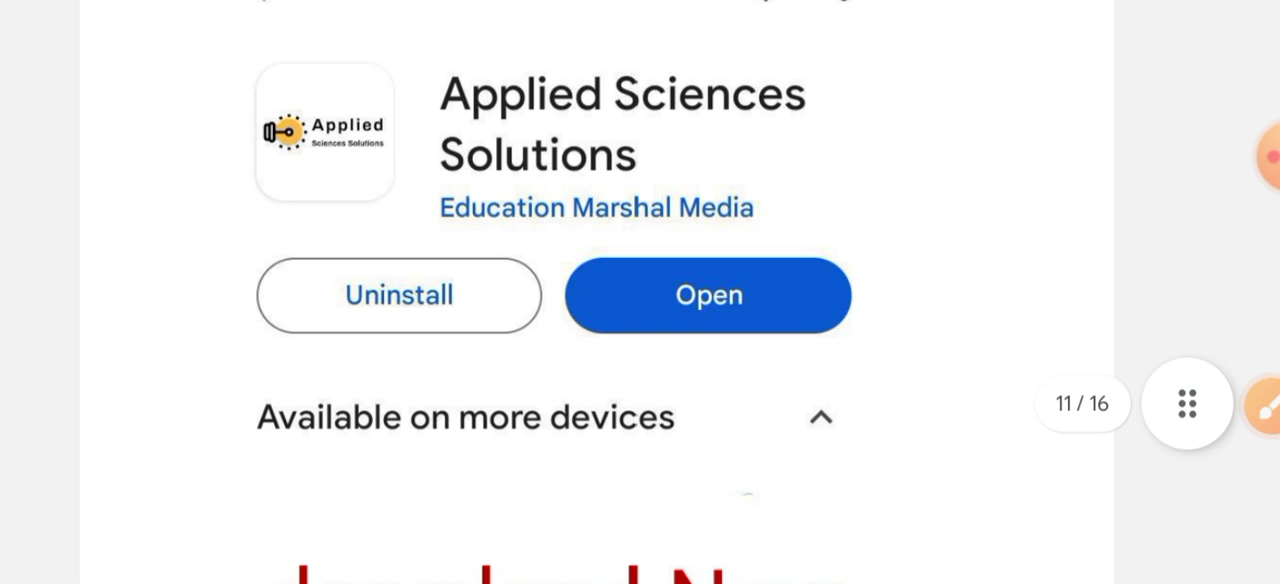 Applied
Sciences Solutions
Applied Sciences
Solutions
Education Marshal Media
Uninstall
Open
Available on more devices
11 / 16